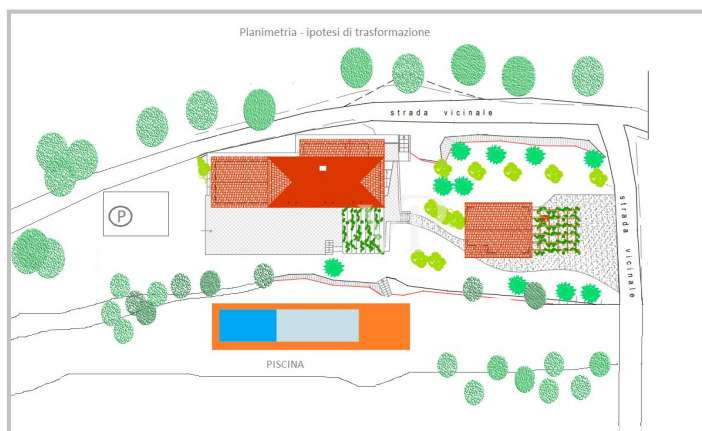 Planimetria - ipotesi di trasformazione
strada vicinale
P
strada vicinale
PISCINA